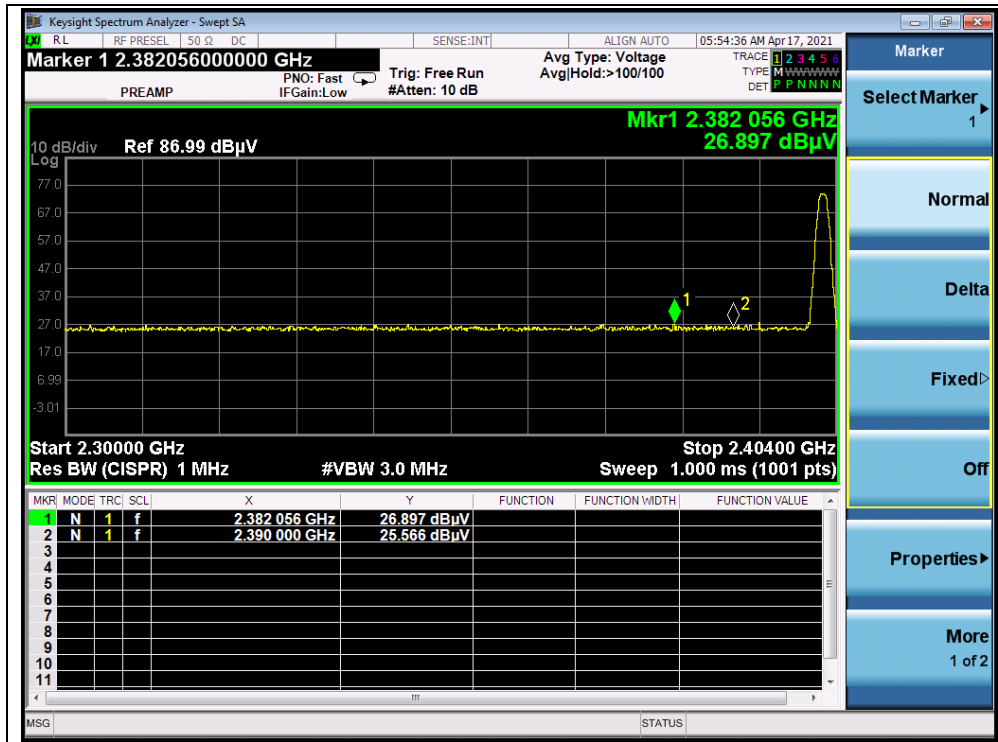 Keysight Spectrum Analyzer - Swept SA
LXI RL RF PRESEL 50 Ω DC SENSE:INT ALIGN AUTO 05:54:36 AM Apr 17, 2021
Marker 1 2.382056000000 GHz
PREAMP
PNO: Fast
IFGain:Low
Trig: Free Run
#Atten: 10 dB
Avg Type: Voltage
Avg|Hold:>100/100
TRACE 1 2 3 4 5 6
TYPE M WWWWW
DET P P N N N N
Mkr1 2.382 056 GHz
26.897 dBµV
10 dB/div Ref 86.99 dBµV
Log
77.0
67.0
57.0
47.0
37.0
27.0
17.0
6.99
-3.01
1
2
Start 2.30000 GHz Stop 2.40400 GHz
Res BW (CISPR) 1 MHz #VBW 3.0 MHz Sweep 1.000 ms (1001 pts)
MKR MODE TRC SCL X Y FUNCTION FUNCTION WIDTH FUNCTION VALUE
1 N 1 f 2.382 056 GHz 26.897 dBµV
2 N 1 f 2.390 000 GHz 25.566 dBµV
3
4
5
6
7
8
9
10
11
MSG STATUS
Marker
Select Marker
1
Normal
Delta
Fixed
Off
Properties
More
1 of 2